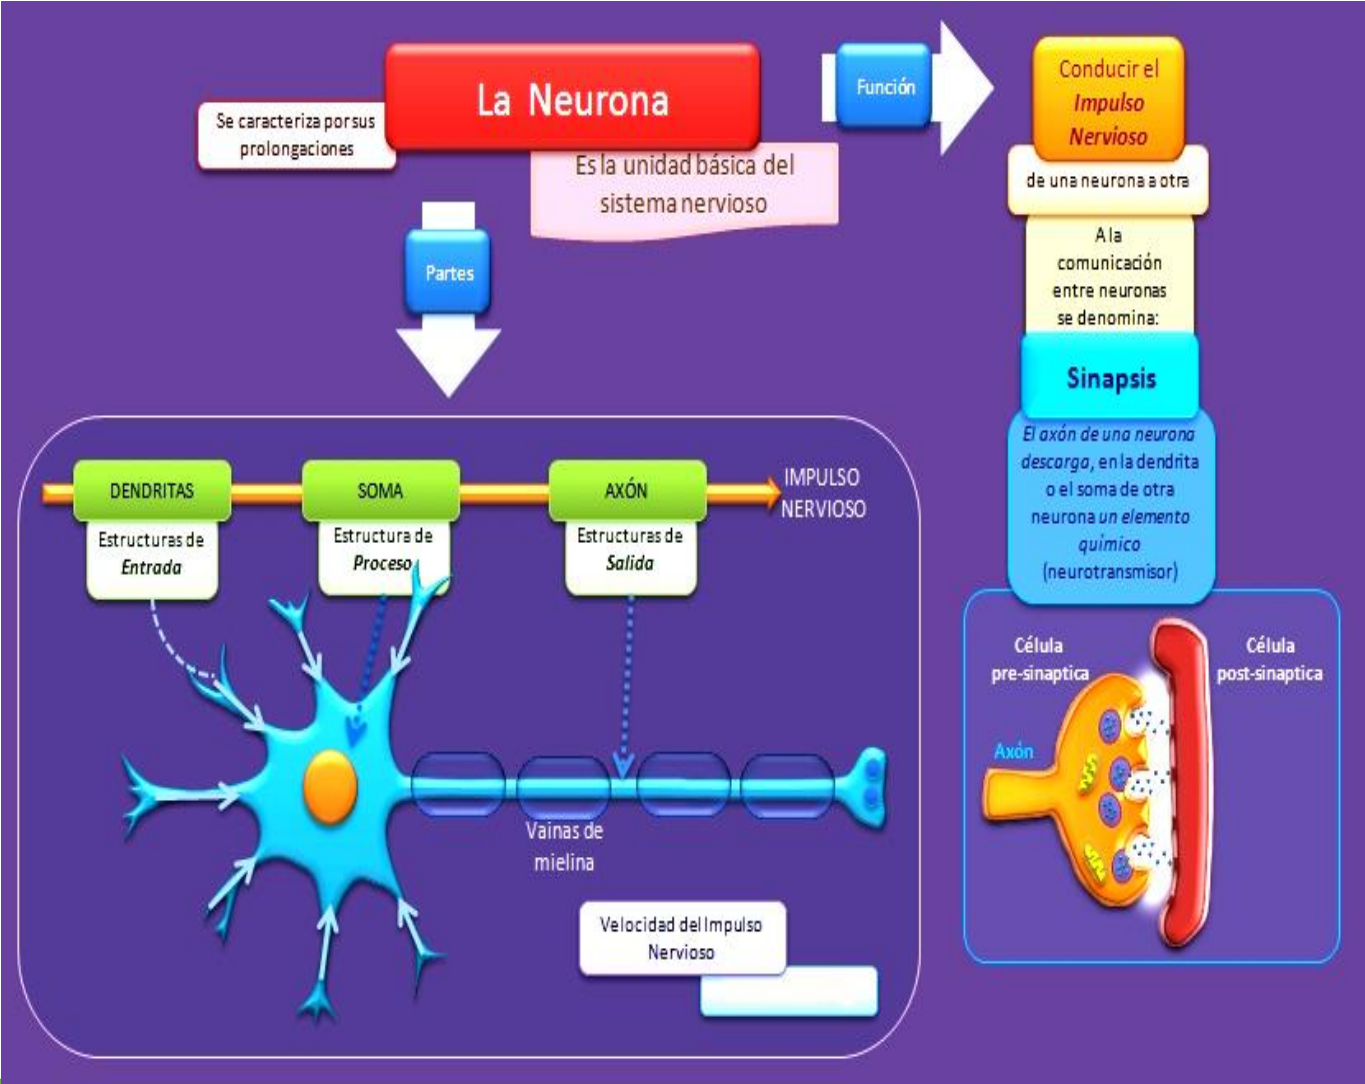 La Neurona
Se caracteriza por sus
prolongaciones
Es la unidad básica del
sistema nervioso
Función
Conducir el
Impulso
Nervioso
de una neurona a otra
A la
comunicación
entre neuronas
se denomina:
Sinapsis
El axón de una neurona
descarga, en la dendrita
o el soma de otra
neurona un elemento
químico
(neurotransmisor)
Célula
pre-sinaptica
Célula
post-sinaptica
Axón
Partes
DENDRITAS
Estructuras de
Entrada
SOMA
Estructura de
Proceso
AXÓN
Estructuras de
Salida
IMPULSO
NERVIOSO
Vainas de
mielina
Velocidad del Impulso
Nervioso